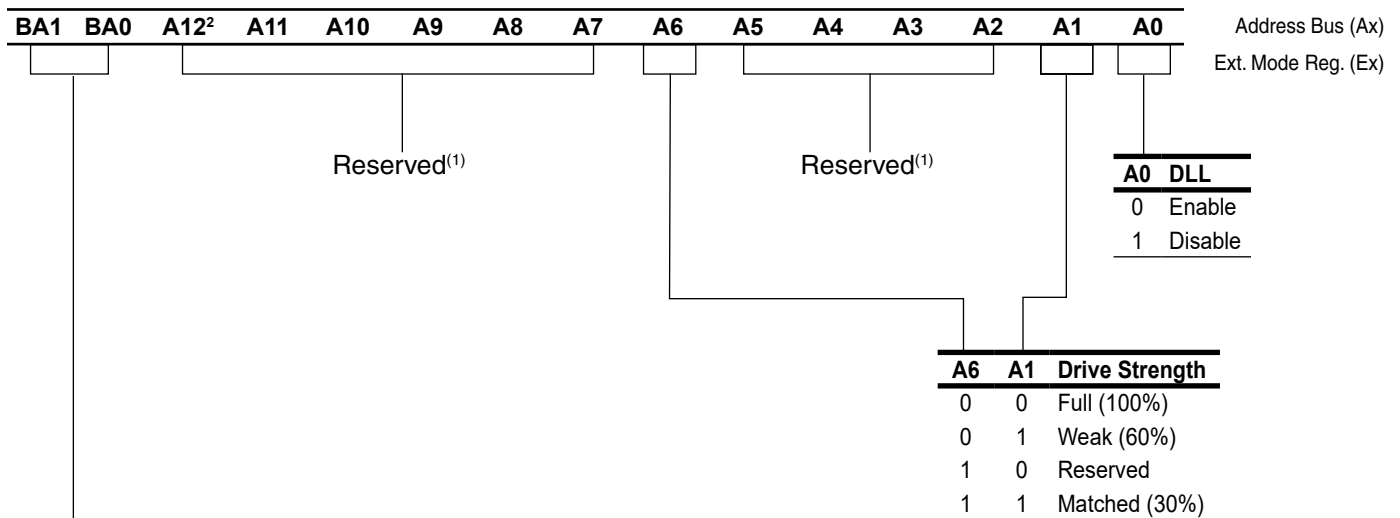 BA1 BA0 A12² A11 A10 A9 A8 A7 A6 A5 A4 A3 A2 A1 A0 Address Bus (Ax)
Ext. Mode Reg. (Ex)
Reserved⁽¹⁾ Reserved⁽¹⁾
A0 DLL
0 Enable
1 Disable
A6 A1 Drive Strength
0 0 Full (100%)
0 1 Weak (60%)
1 0 Reserved
1 1 Matched (30%)